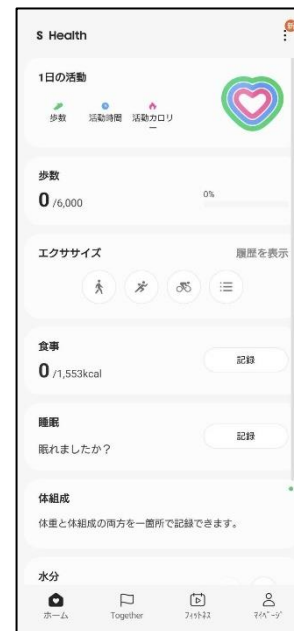 S Health
1日の活動
歩数 活動時間 活動カロリー
歩数
0 /6,000
0%
エクササイズ 履歴を表示
食事
0 /1,553kcal
記録
睡眠
眠れましたか？
記録
体組成
体重と体組成の両方を一箇所で記録できます。
水分
ホーム Together フィットネス マイページ